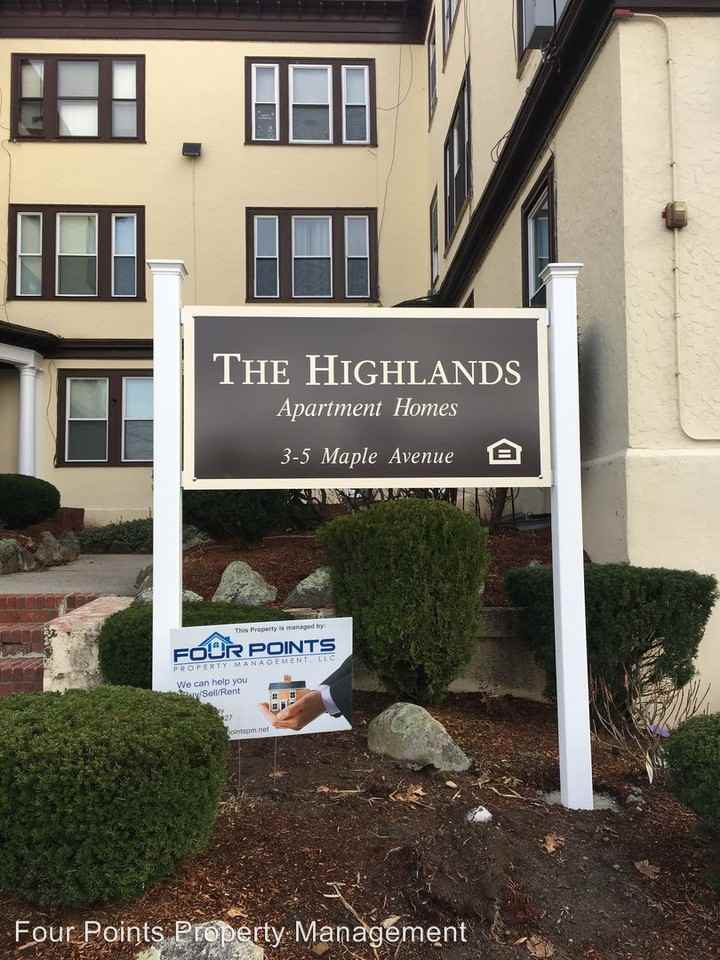 THE HIGHLANDS
Apartment Homes
3-5 Maple Avenue
This Property is managed by:
FOUR POINTS
PROPERTY MANAGEMENT, LLC
We can help you
Buy/Sell/Rent
Four Points Property Management